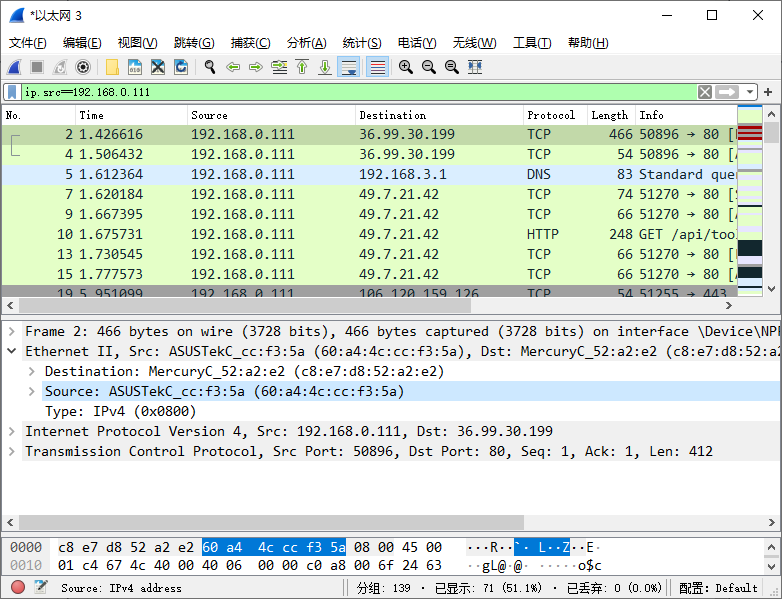 *以太网 3
文件(F) 编辑(E) 视图(V) 跳转(G) 捕获(C) 分析(A) 统计(S) 电话(Y) 无线(W) 工具(T) 帮助(H)
ip.src==192.168.0.111
No. Time Source Destination Protocol Length Info
2 1.426616 192.168.0.111 36.99.30.199 TCP 466 50896 → 80 [
4 1.506432 192.168.0.111 36.99.30.199 TCP 54 50896 → 80 [
5 1.612364 192.168.0.111 192.168.3.1 DNS 83 Standard que
7 1.620184 192.168.0.111 49.7.21.42 TCP 74 51270 → 80 [
9 1.667395 192.168.0.111 49.7.21.42 TCP 66 51270 → 80 [
10 1.675731 192.168.0.111 49.7.21.42 HTTP 248 GET /api/too
13 1.730545 192.168.0.111 49.7.21.42 TCP 66 51270 → 80 [
15 1.777573 192.168.0.111 49.7.21.42 TCP 66 51270 → 80 [
19 5.951099 192.168.0.111 106.120.159.126 TCP 54 51255 → 443
Frame 2: 466 bytes on wire (3728 bits), 466 bytes captured (3728 bits) on interface \Device\NPF
Ethernet II, Src: ASUSTekC_cc:f3:5a (60:a4:4c:cc:f3:5a), Dst: MercuryC_52:a2:e2 (c8:e7:d8:52:a2
Destination: MercuryC_52:a2:e2 (c8:e7:d8:52:a2:e2)
Source: ASUSTekC_cc:f3:5a (60:a4:4c:cc:f3:5a)
Type: IPv4 (0x0800)
Internet Protocol Version 4, Src: 192.168.0.111, Dst: 36.99.30.199
Transmission Control Protocol, Src Port: 50896, Dst Port: 80, Seq: 1, Ack: 1, Len: 412
0000 c8 e7 d8 52 a2 e2 60 a4 4c cc f3 5a 08 00 45 00 ···R··`· L··Z··E·
0010 01 c4 67 4c 40 00 40 06 00 00 c0 a8 00 6f 24 63 ··gL@·@· ·····o$c
Source: IPv4 address 分组: 139 · 已显示: 71 (51.1%) · 已丢弃: 0 (0.0%) 配置: Default